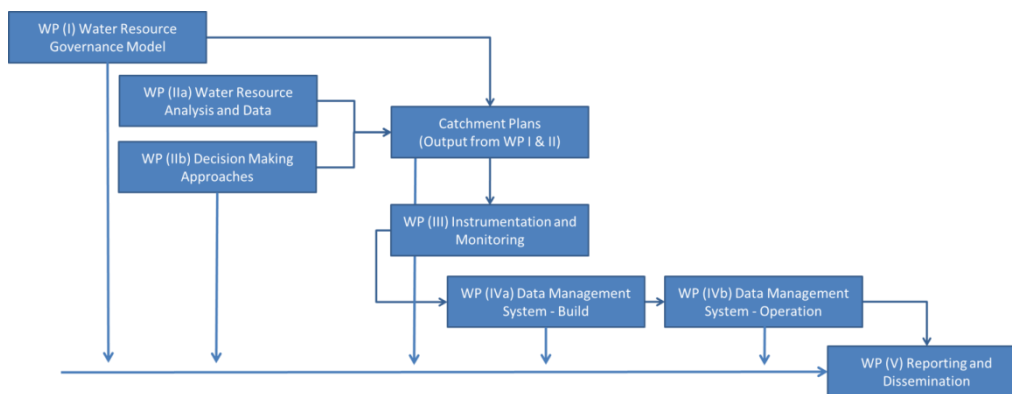 WP (I) Water Resource
Governance Model
WP (IIa) Water Resource
Analysis and Data
Catchment Plans
(Output from WP I & II)
WP (IIb) Decision Making
Approaches
WP (III) Instrumentation and
Monitoring
WP (IVa) Data Management
System - Build
WP (IVb) Data Management
System - Operation
WP (V) Reporting and
Dissemination